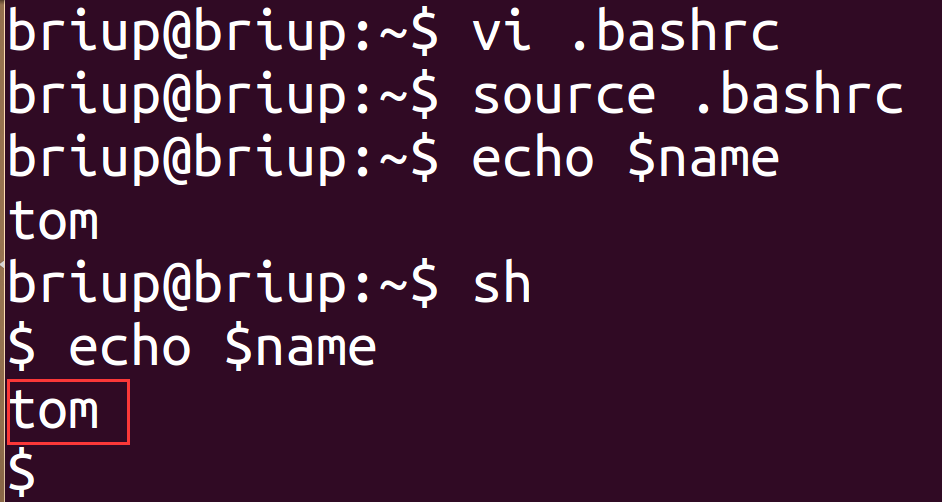 briup@briup:~$ vi .bashrc
briup@briup:~$ source .bashrc
briup@briup:~$ echo $name
tom
briup@briup:~$ sh
$ echo $name
tom
$